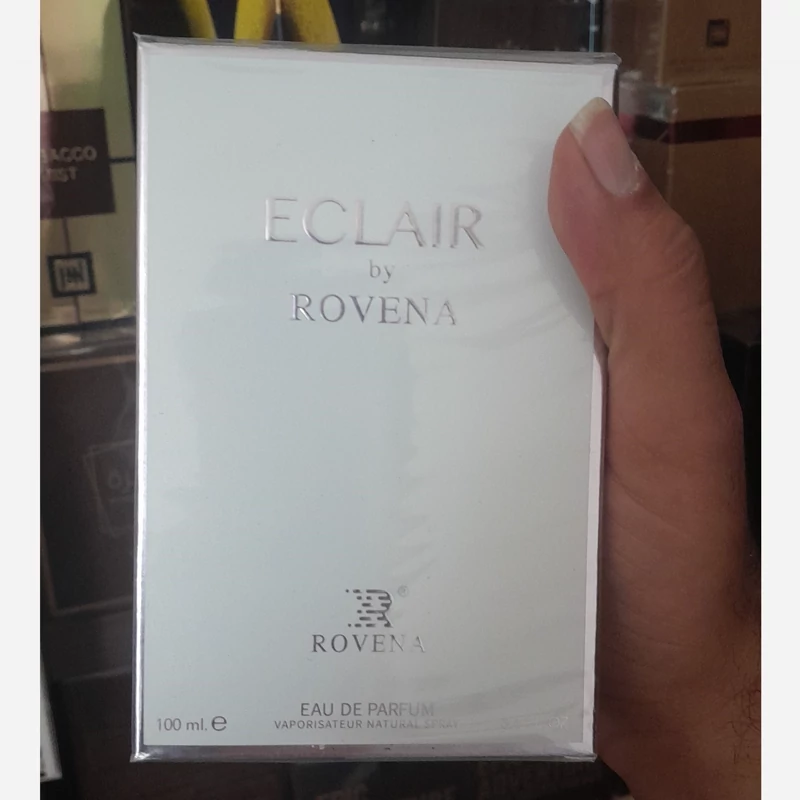 ECLAIR
by
ROVENA
®
ROVENA
EAU DE PARFUM
100 ml. e VAPORISATEUR NATURAL SPRAY